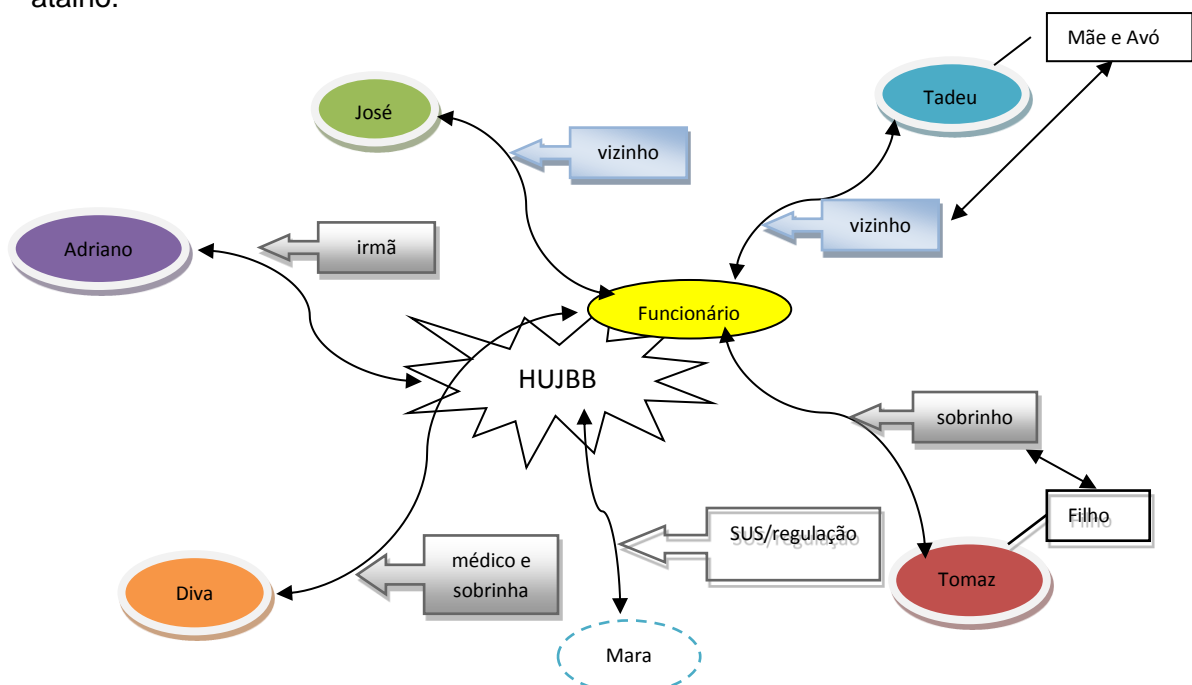 atalho.
Mãe e Avó
Tadeu
José
vizinho
vizinho
Adriano
irmã
Funcionário
HUJBB
sobrinho
Filho
SUS/regulação
médico e
sobrinha
Diva
Tomaz
Mara